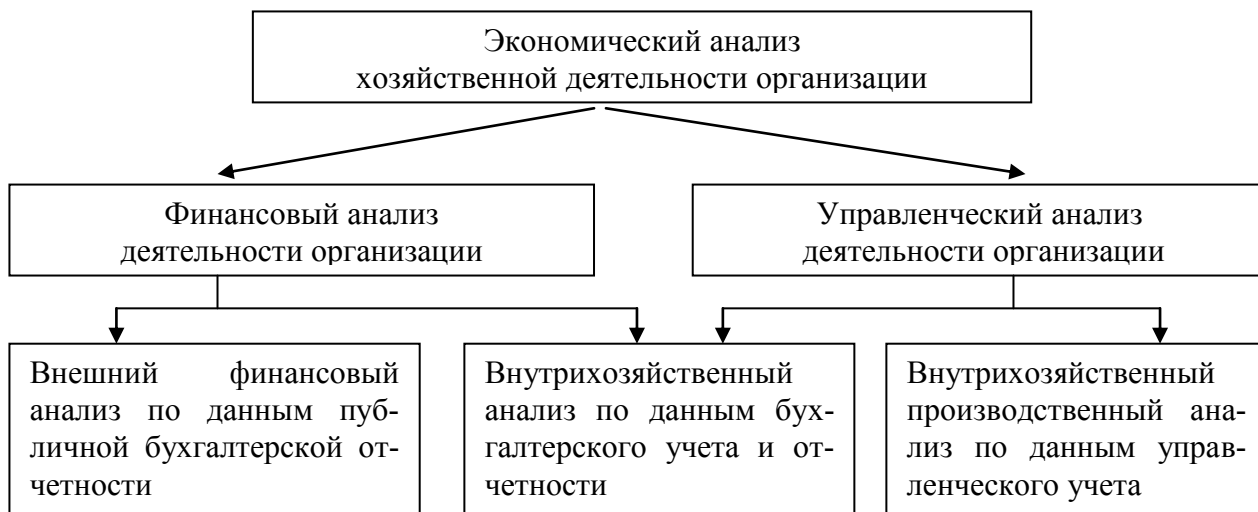 Экономический анализ
хозяйственной деятельности организации
Финансовый анализ
деятельности организации
Управленческий анализ
деятельности организации
Внешний финансовый
анализ по данным пуб-
личной бухгалтерской от-
четности
Внутрихозяйственный
анализ по данным бух-
галтерского учета и от-
четности
Внутрихозяйственный
производственный ана-
лиз по данным управ-
ленческого учета